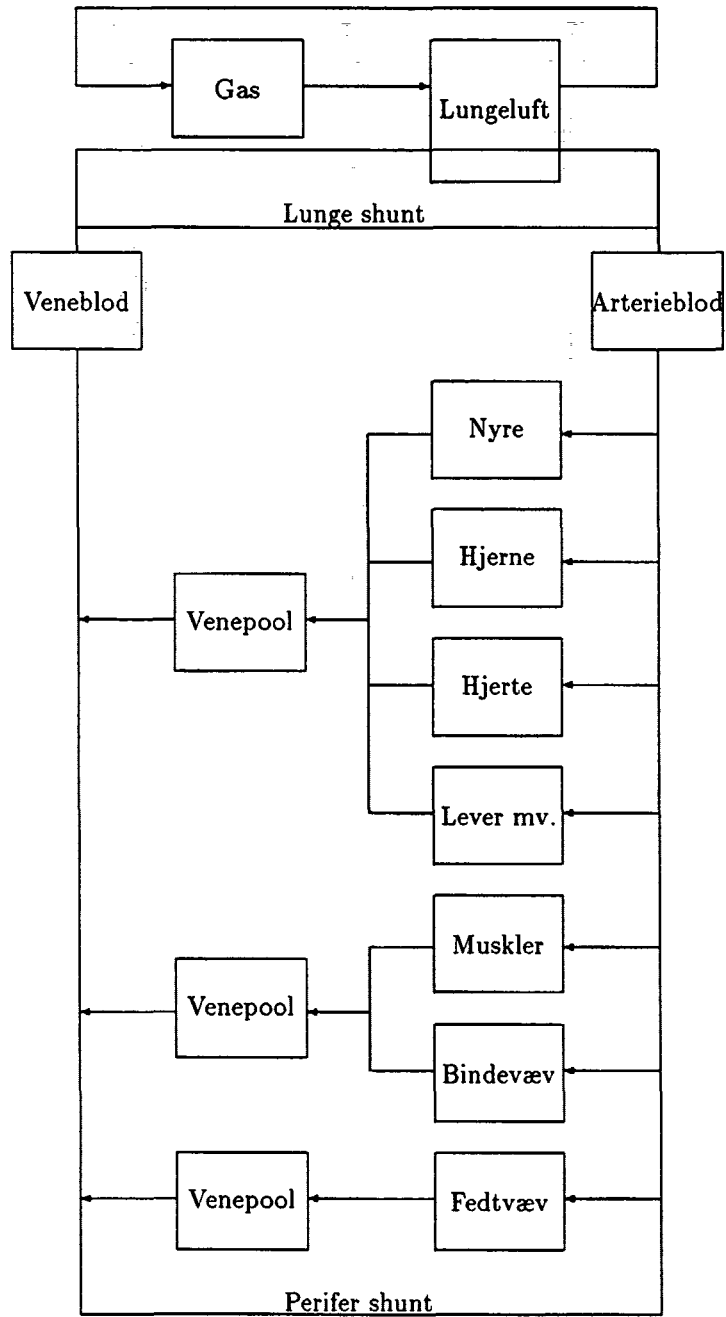 Gas
Lungeluft
Lunge shunt
Veneblod
Arterieblod
Nyre
Hjerne
Venepool
Hjerte
Lever mv.
Muskler
Venepool
Bindevæv
Venepool
Fedtvæv
Perifer shunt